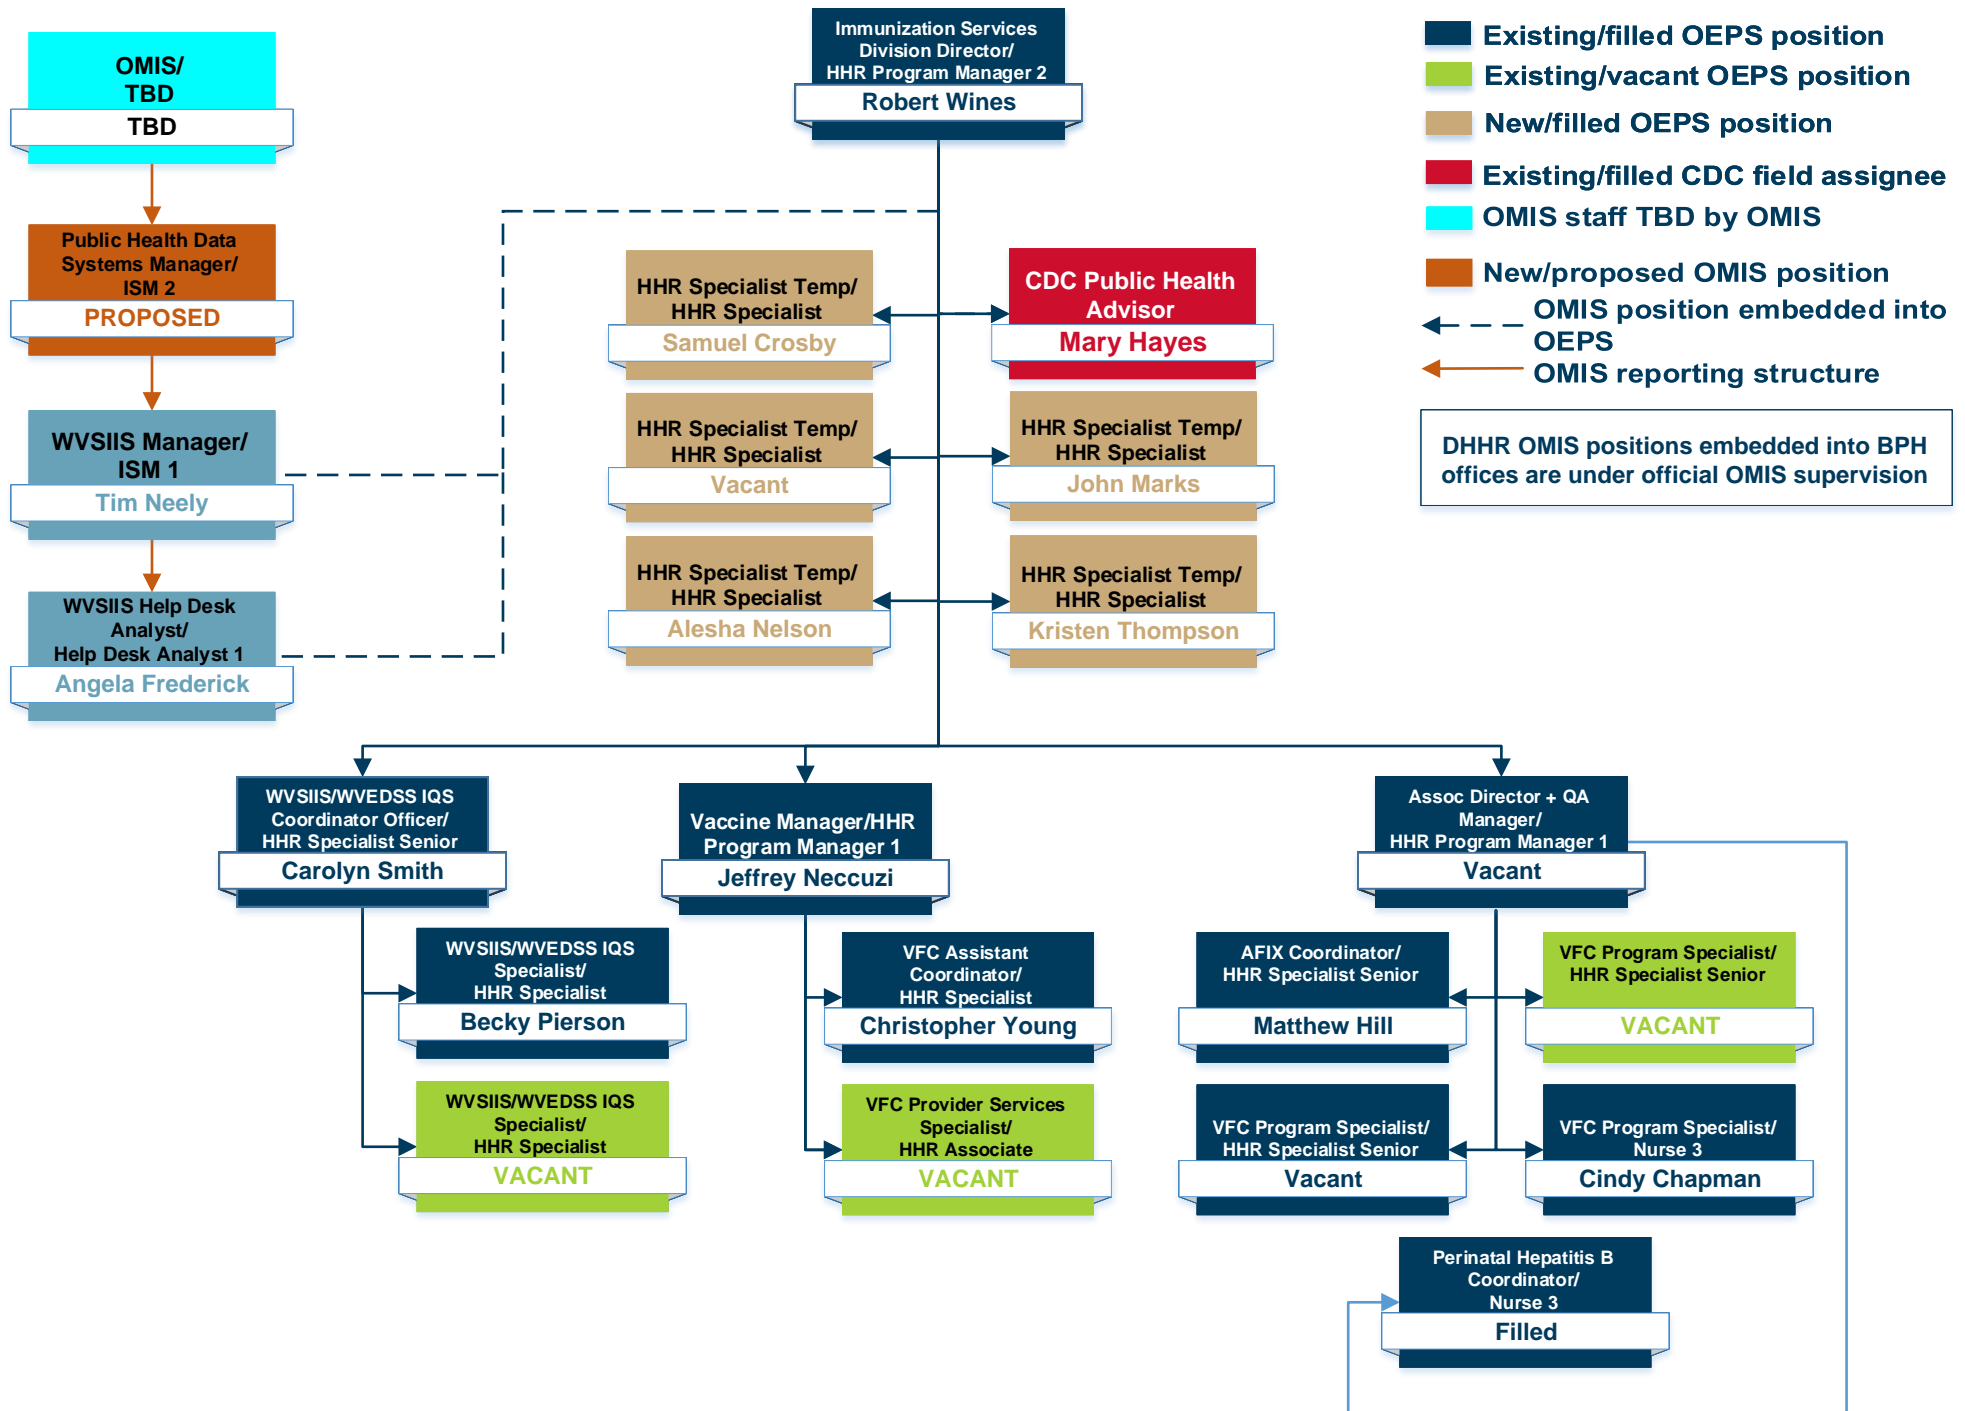 Immunization Services
Division Director/
HHR Program Manager 2
Robert Wines
OMIS/
TBD
TBD
Public Health Data
Systems Manager/
ISM 2
PROPOSED
WVSIIS Manager/
ISM 1
Tim Neely
WVSIIS Help Desk
Analyst/
Help Desk Analyst 1
Angela Frederick
HHR Specialist Temp/
HHR Specialist
Samuel Crosby
CDC Public Health
Advisor
Mary Hayes
HHR Specialist Temp/
HHR Specialist
Vacant
HHR Specialist Temp/
HHR Specialist
John Marks
HHR Specialist Temp/
HHR Specialist
Alesha Nelson
HHR Specialist Temp/
HHR Specialist
Kristen Thompson
Existing/filled OEPS position
Existing/vacant OEPS position
New/filled OEPS position
Existing/filled CDC field assignee
OMIS staff TBD by OMIS
New/proposed OMIS position
OMIS position embedded into
OEPS
OMIS reporting structure
DHHR OMIS positions embedded into BPH
offices are under official OMIS supervision
WVSIIS/WVEDSS IQS
Coordinator Officer/
HHR Specialist Senior
Carolyn Smith
Vaccine Manager/HHR
Program Manager 1
Jeffrey Neccuzi
Assoc Director + QA
Manager/
HHR Program Manager 1
Vacant
WVSIIS/WVEDSS IQS
Specialist/
HHR Specialist
Becky Pierson
VFC Assistant
Coordinator/
HHR Specialist
Christopher Young
AFIX Coordinator/
HHR Specialist Senior
Matthew Hill
VFC Program Specialist/
HHR Specialist Senior
VACANT
WVSIIS/WVEDSS IQS
Specialist/
HHR Specialist
VACANT
VFC Provider Services
Specialist/
HHR Associate
VACANT
VFC Program Specialist/
HHR Specialist Senior
Vacant
VFC Program Specialist/
Nurse 3
Cindy Chapman
Perinatal Hepatitis B
Coordinator/
Nurse 3
Filled